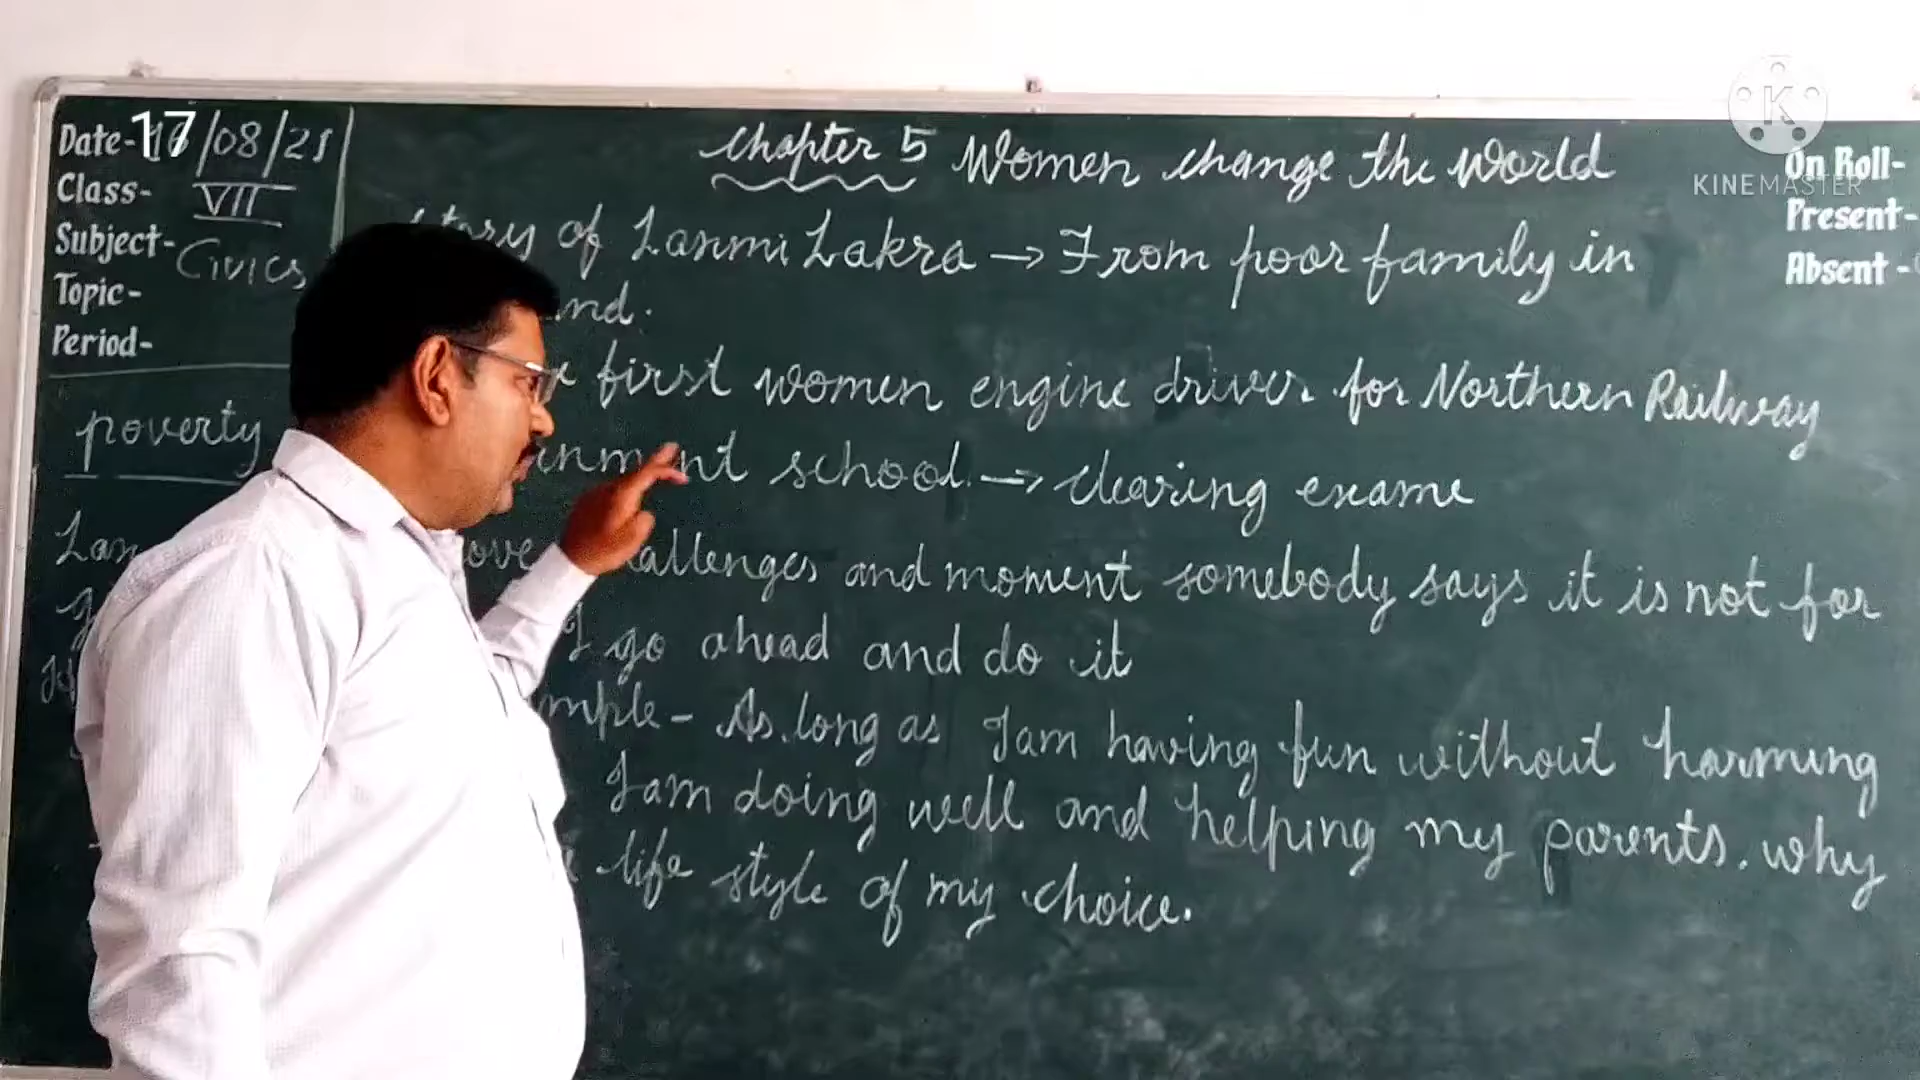 Date- 17/08/21
Class- VII
Subject- Civics
Topic-
Period-
poverty
Chapter 5 Women change the World
Story of Laxmi Lakra → From poor family in
first women engine driver for Northern Railway
school → clearing exame
challenges and moment somebody says it is not for
I go ahead and do it
As long as I am having fun without harming
I am doing well and helping my parents. why
life style of my choice.
On Roll-
Present-
Absent-
KINEMASTER